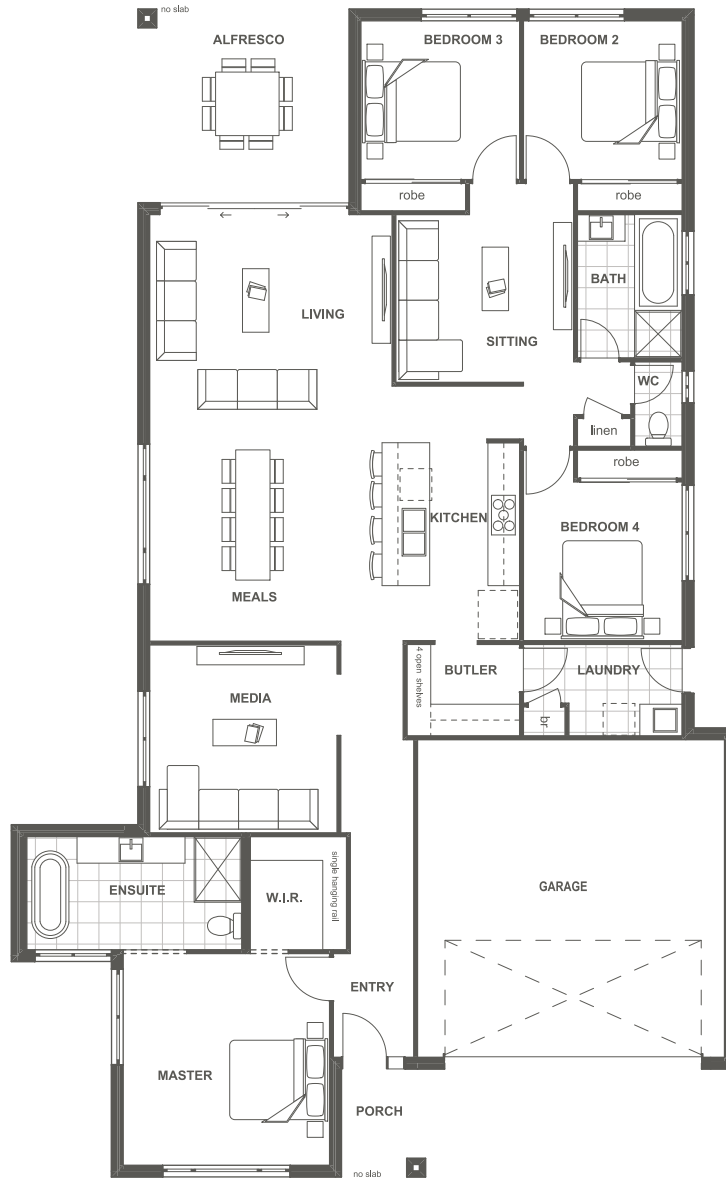 no slab
ALFRESCO
BEDROOM 3
BEDROOM 2
robe
robe
BATH
LIVING
SITTING
WC
linen
robe
KITCHEN
BEDROOM 4
MEALS
4 open shelves
BUTLER
LAUNDRY
MEDIA
br
single hanging rail
ENSUITE
W.I.R.
GARAGE
ENTRY
MASTER
PORCH
no slab